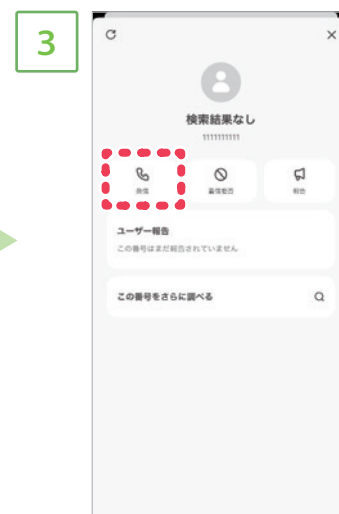 3
検索結果なし
1111111111
発信
着信拒否
報告
ユーザー報告
この番号はまだ報告されていません
この番号をさらに調べる